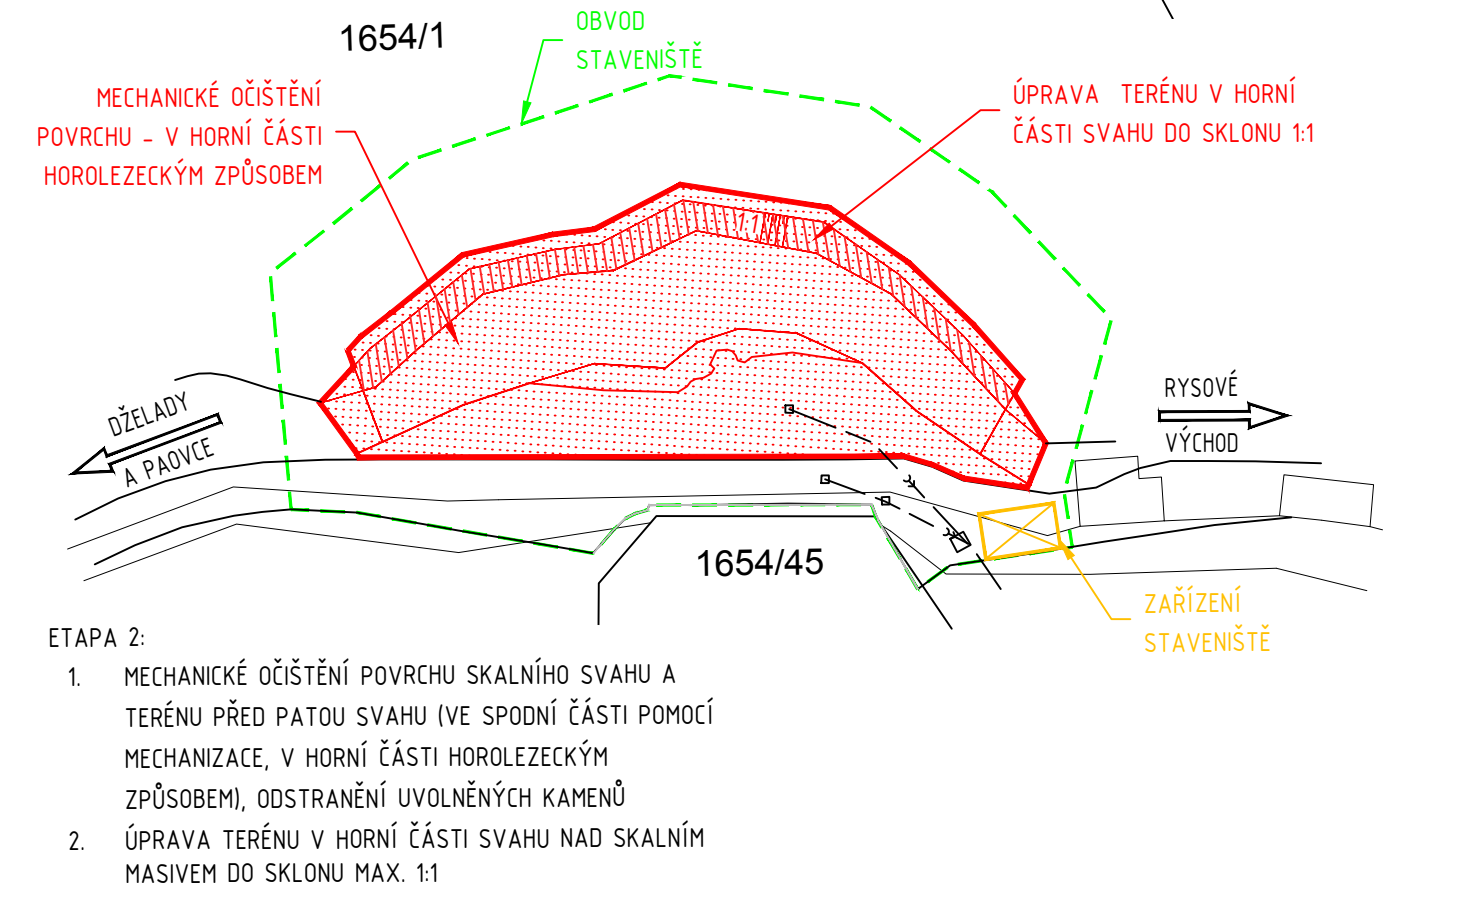 1654/1
OBVOD
STAVENIŠTĚ
MECHANICKÉ OČIŠTĚNÍ
POVRCHU - V HORNÍ ČÁSTI
HOROLEZECKÝM ZPŮSOBEM
ÚPRAVA TERÉNU V HORNÍ
ČÁSTI SVAHU DO SKLONU 1:1
1:1
DŽELADY
A PAOVCE
RYSOVÉ
VÝCHOD
1654/45
ZAŘÍZENÍ
STAVENIŠTĚ
ETAPA 2:
1. MECHANICKÉ OČIŠTĚNÍ POVRCHU SKALNÍHO SVAHU A
TERÉNU PŘED PATOU SVAHU (VE SPODNÍ ČÁSTI POMOCÍ
MECHANIZACE, V HORNÍ ČÁSTI HOROLEZECKÝM
ZPŮSOBEM), ODSTRANĚNÍ UVOLNĚNÝCH KAMENŮ
2. ÚPRAVA TERÉNU V HORNÍ ČÁSTI SVAHU NAD SKALNÍM
MASIVEM DO SKLONU MAX. 1:1